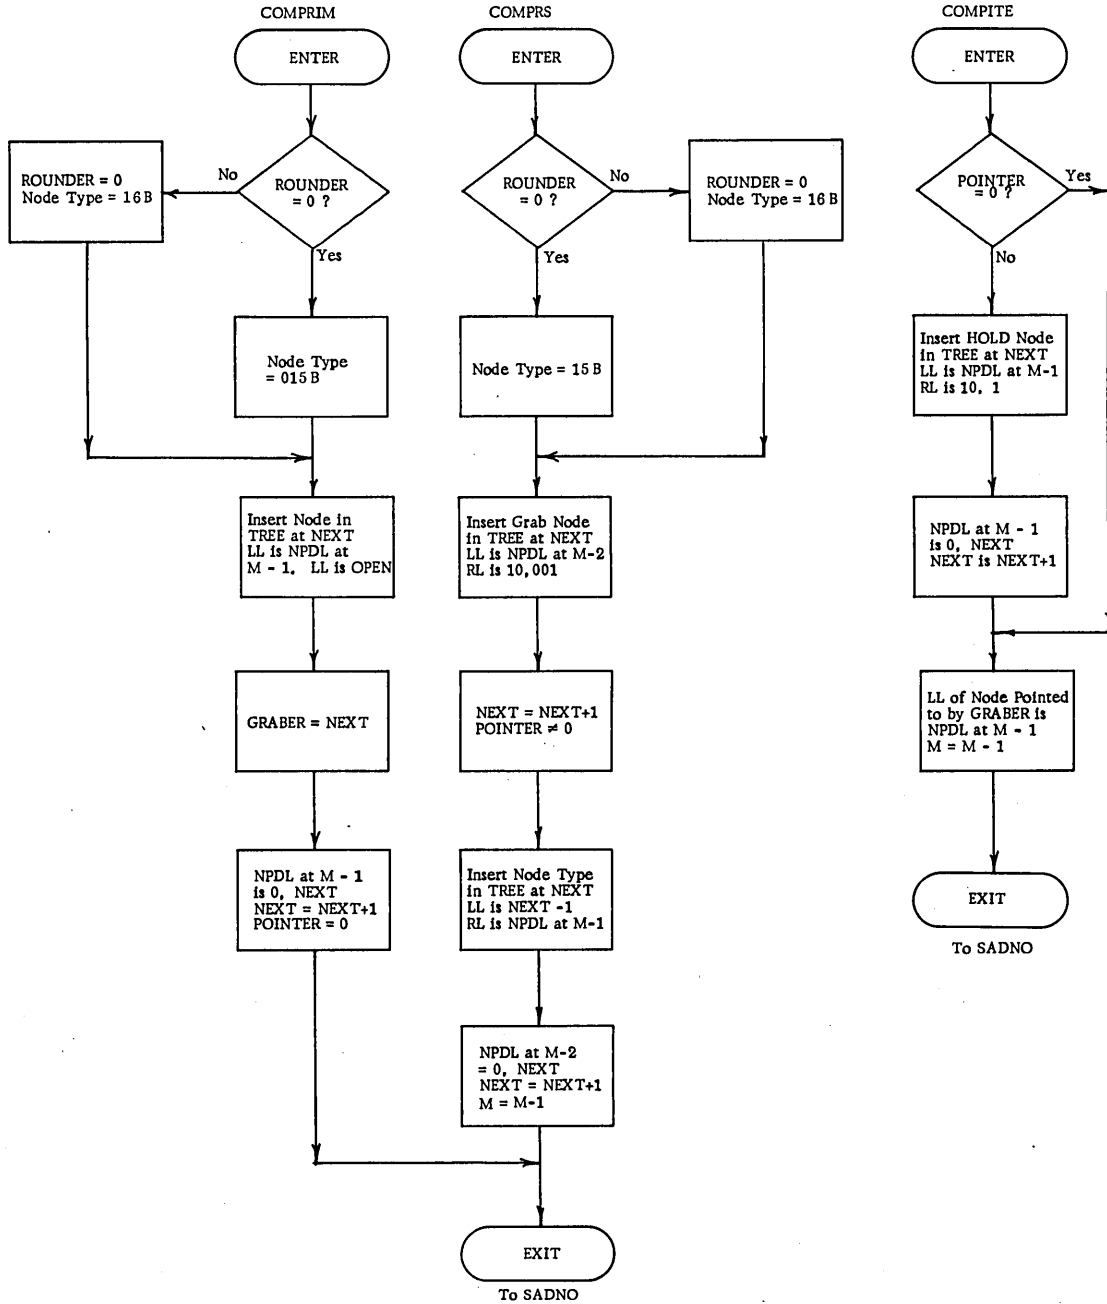 COMPRIM
ENTER
ROUNDER
= 0 ?
No
Yes
ROUNDER = 0
Node Type = 16 B
Node Type
= 015 B
Insert Node in
TREE at NEXT
LL is NPDL at
M - 1. LL is OPEN
GRABER = NEXT
NPDL at M - 1
is 0, NEXT
NEXT = NEXT+1
POINTER = 0
COMPRS
ENTER
ROUNDER
= 0 ?
No
Yes
ROUNDER = 0
Node Type = 16 B
Node Type = 15 B
Insert Grab Node
in TREE at NEXT
LL is NPDL at M-2
RL is 10,001
NEXT = NEXT+1
POINTER ≠ 0
Insert Node Type
in TREE at NEXT
LL is NEXT -1
RL is NPDL at M-1
NPDL at M-2
= 0, NEXT
NEXT = NEXT+1
M = M-1
EXIT
To SADNO
COMPITE
ENTER
POINTER
= 0 ?
Yes
No
Insert HOLD Node
in TREE at NEXT
LL is NPDL at M-1
RL is 10, 1
NPDL at M - 1
is 0, NEXT
NEXT is NEXT+1
LL of Node Pointed
to by GRABER is
NPDL at M - 1
M = M - 1
EXIT
To SADNO